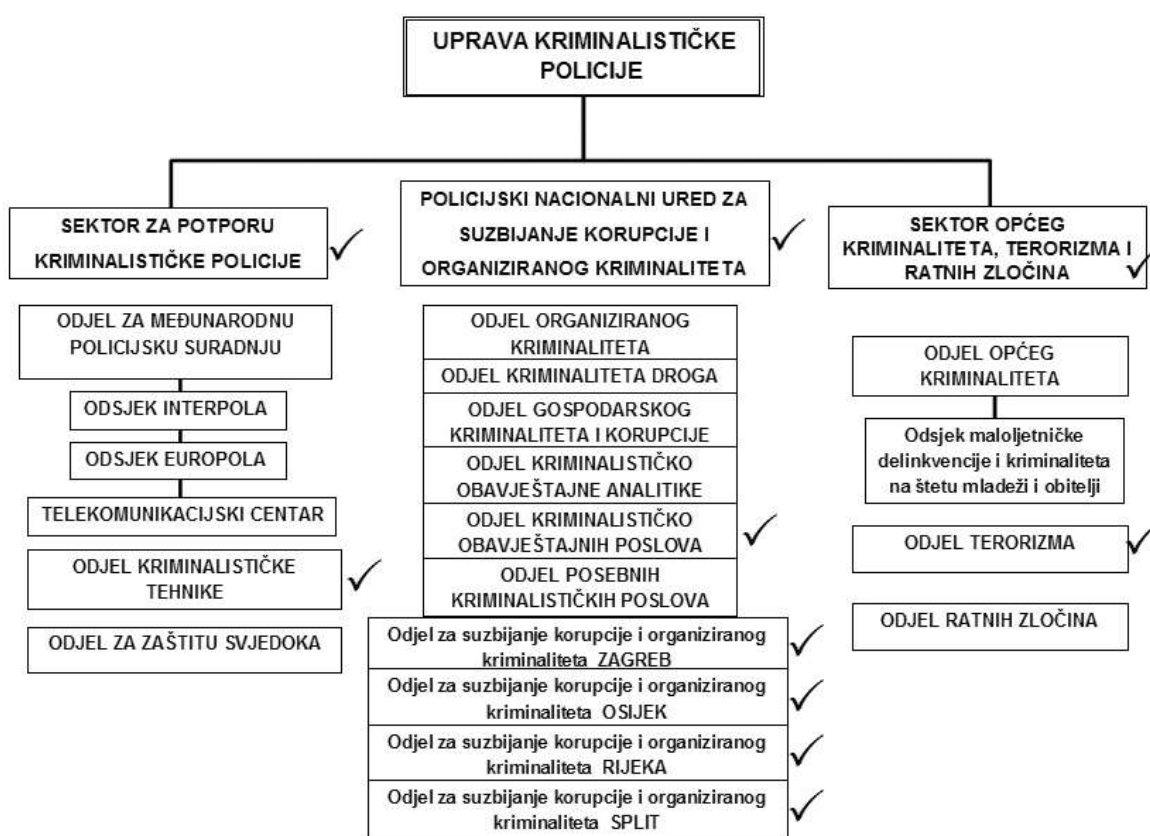 UPRAVA KRIMINALISTIČKE
POLICIJE
SEKTOR ZA POTPORU
KRIMINALISTIČKE POLICIJE
POLICIJSKI NACIONALNI URED ZA
SUZBIJANJE KORUPCIJE I
ORGANIZIRANOG KRIMINALITETA
SEKTOR OPĆEG
KRIMINALITETA, TERORIZMA I
RATNIH ZLOČINA
ODJEL ZA MEĐUNARODNU
POLICIJSKU SURADNJU
ODSJEK INTERPOLA
ODSJEK EUROPOLA
TELEKOMUNIKACIJSKI CENTAR
ODJEL KRIMINALISTIČKE
TEHNIKE
ODJEL ZA ZAŠTITU SVJEDOKA
ODJEL ORGANIZIRANOG
KRIMINALITETA
ODJEL KRIMINALITETA DROGA
ODJEL GOSPODARSKOG
KRIMINALITETA I KORUPCIJE
ODJEL KRIMINALISTIČKO
OBAVJEŠTAJNE ANALITIKE
ODJEL KRIMINALISTIČKO
OBAVJEŠTAJNIH POSLOVA
ODJEL POSEBNIH
KRIMINALISTIČKIH POSLOVA
Odjel za suzbijanje korupcije i organiziranog
kriminaliteta ZAGREB
Odjel za suzbijanje korupcije i organiziranog
kriminaliteta OSIJEK
Odjel za suzbijanje korupcije i organiziranog
kriminaliteta RIJEKA
Odjel za suzbijanje korupcije i organiziranog
kriminaliteta SPLIT
ODJEL OPĆEG
KRIMINALITETA
Odsjek maloljetničke
delinkvencije i kriminaliteta
na štetu mladeži i obitelji
ODJEL TERORIZMA
ODJEL RATNIH ZLOČINA